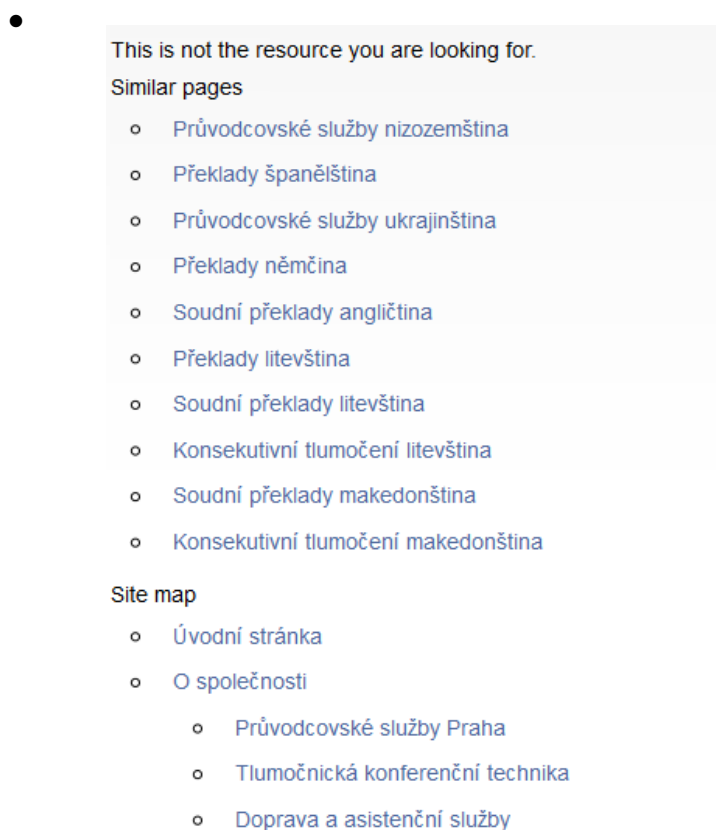 This is not the resource you are looking for.
Similar pages
Průvodcovské služby nizozemština
Překlady španělština
Průvodcovské služby ukrajinština
Překlady němčina
Soudní překlady angličtina
Překlady litevština
Soudní překlady litevština
Konsekutivní tlumočení litevština
Soudní překlady makedonština
Konsekutivní tlumočení makedonština
Site map
Úvodní stránka
O společnosti
Průvodcovské služby Praha
Tlumočnická konferenční technika
Doprava a asistenční služby